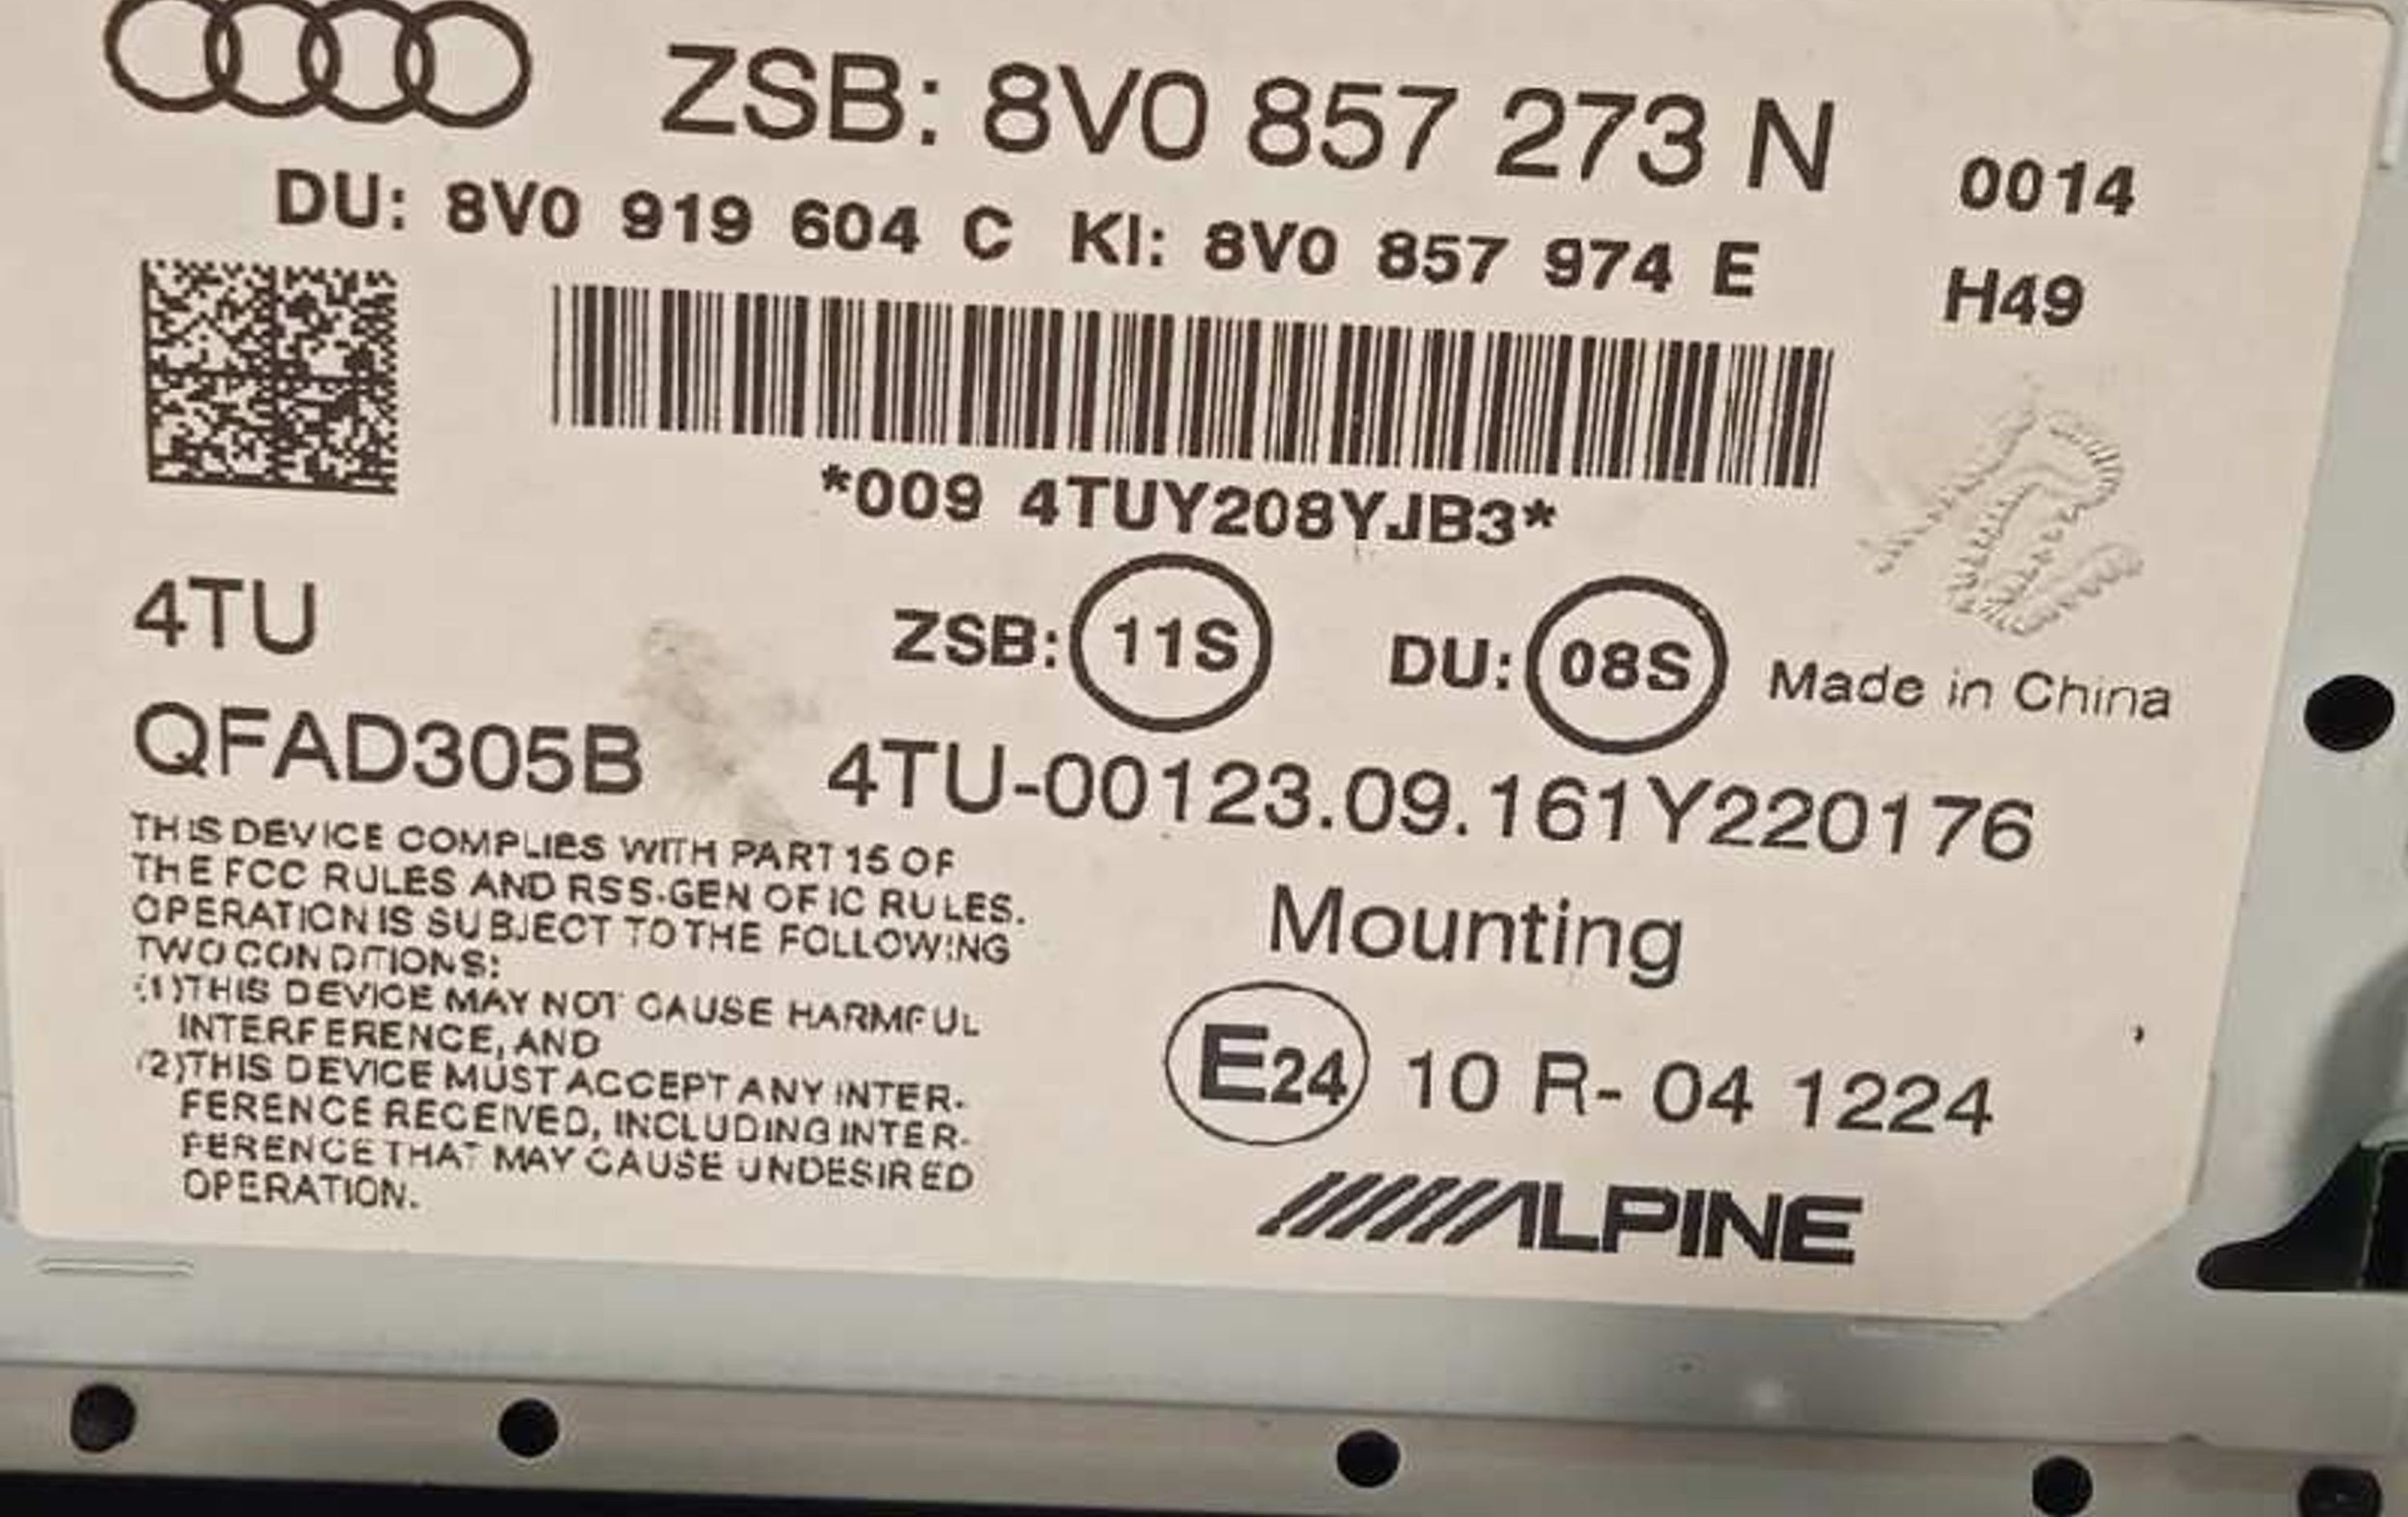 ZSB: 8V0 857 273 N
0014
DU: 8V0 919 604 C KI: 8V0 857 974 E
H49
*009 4TUY208YJB3*
4TU
ZSB: 11S DU: 08S Made in China
QFAD305B
4TU-00123.09.161Y220176
THIS DEVICE COMPLIES WITH PART 15 OF
THE FCC RULES AND RSS-GEN OF IC RULES.
OPERATION IS SUBJECT TO THE FOLLOWING
TWO CONDITIONS:
(1)THIS DEVICE MAY NOT CAUSE HARMFUL
INTERFERENCE, AND
(2)THIS DEVICE MUST ACCEPT ANY INTER-
FERENCE RECEIVED, INCLUDING INTER-
FERENCE THAT MAY CAUSE UNDESIRED
OPERATION.
Mounting
E24 10 R- 04 1224
ALPINE